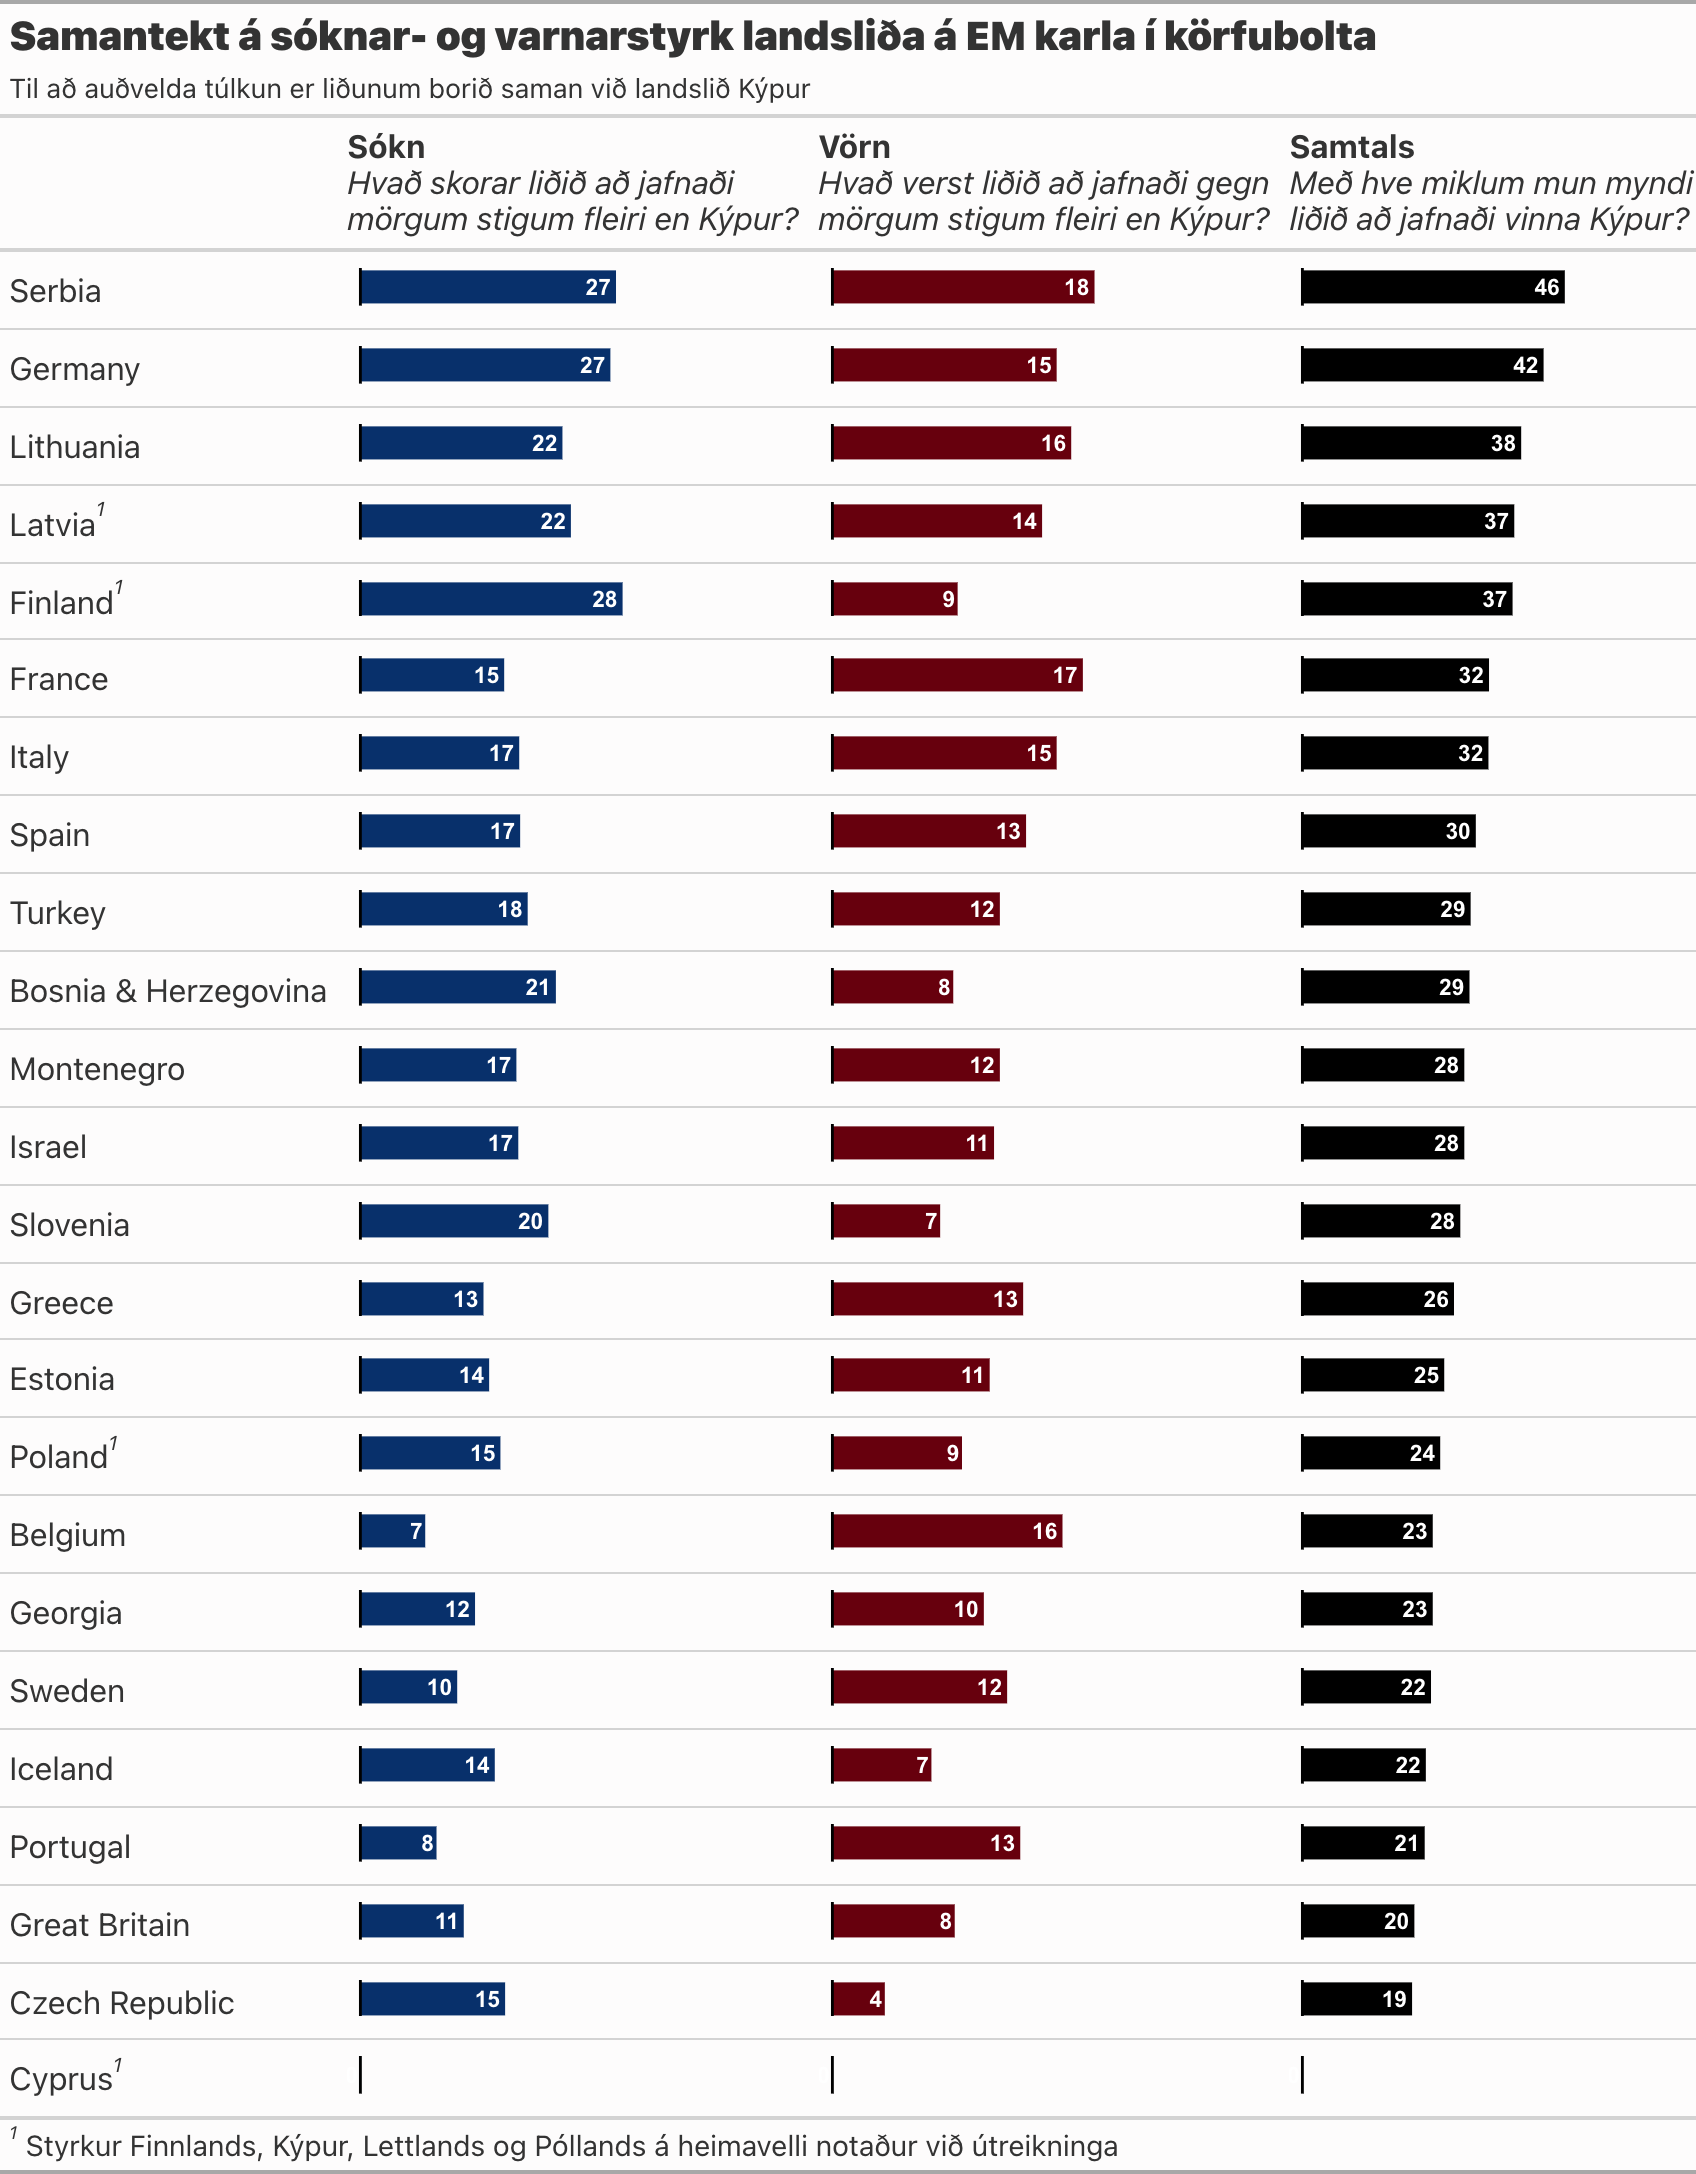 Samantekt á sóknar- og varnarstyrk landsliða á EM karla í körfubolta
Til að auðvelda túlkun er liðunum borið saman við landslið Kýpur
Sókn Vörn Samtals
Hvað skorar liðið að jafnaði Hvað verst liðið að jafnaði gegn Með hve miklum mun myndi
mörgum stigum fleiri en Kýpur? mörgum stigum fleiri en Kýpur? liðið að jafnaði vinna Kýpur?
Serbia 27 18 46
Germany 27 15 42
Lithuania 22 16 38
Latvia¹ 22 14 37
Finland¹ 28 9 37
France 15 17 32
Italy 17 15 32
Spain 17 13 30
Turkey 18 12 29
Bosnia & Herzegovina 21 8 29
Montenegro 17 12 28
Israel 17 11 28
Slovenia 20 7 28
Greece 13 13 26
Estonia 14 11 25
Poland¹ 15 9 24
Belgium 7 16 23
Georgia 12 10 23
Sweden 10 12 22
Iceland 14 7 22
Portugal 8 13 21
Great Britain 11 8 20
Czech Republic 15 4 19
Cyprus¹
¹ Styrkur Finnlands, Kýpur, Lettlands og Póllands á heimavelli notaður við útreikninga